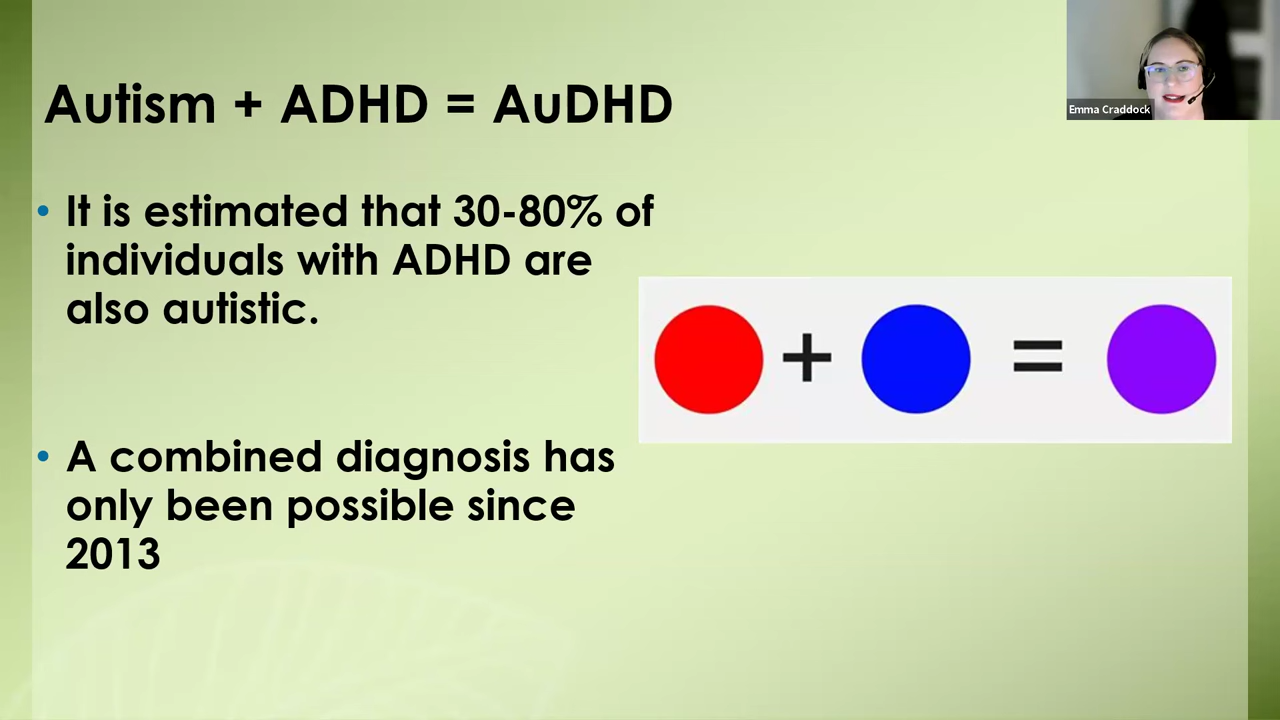 Autism + ADHD = AuDHD
Emma Craddock
• It is estimated that 30-80% of
individuals with ADHD are
also autistic.
+ =
• A combined diagnosis has
only been possible since
2013